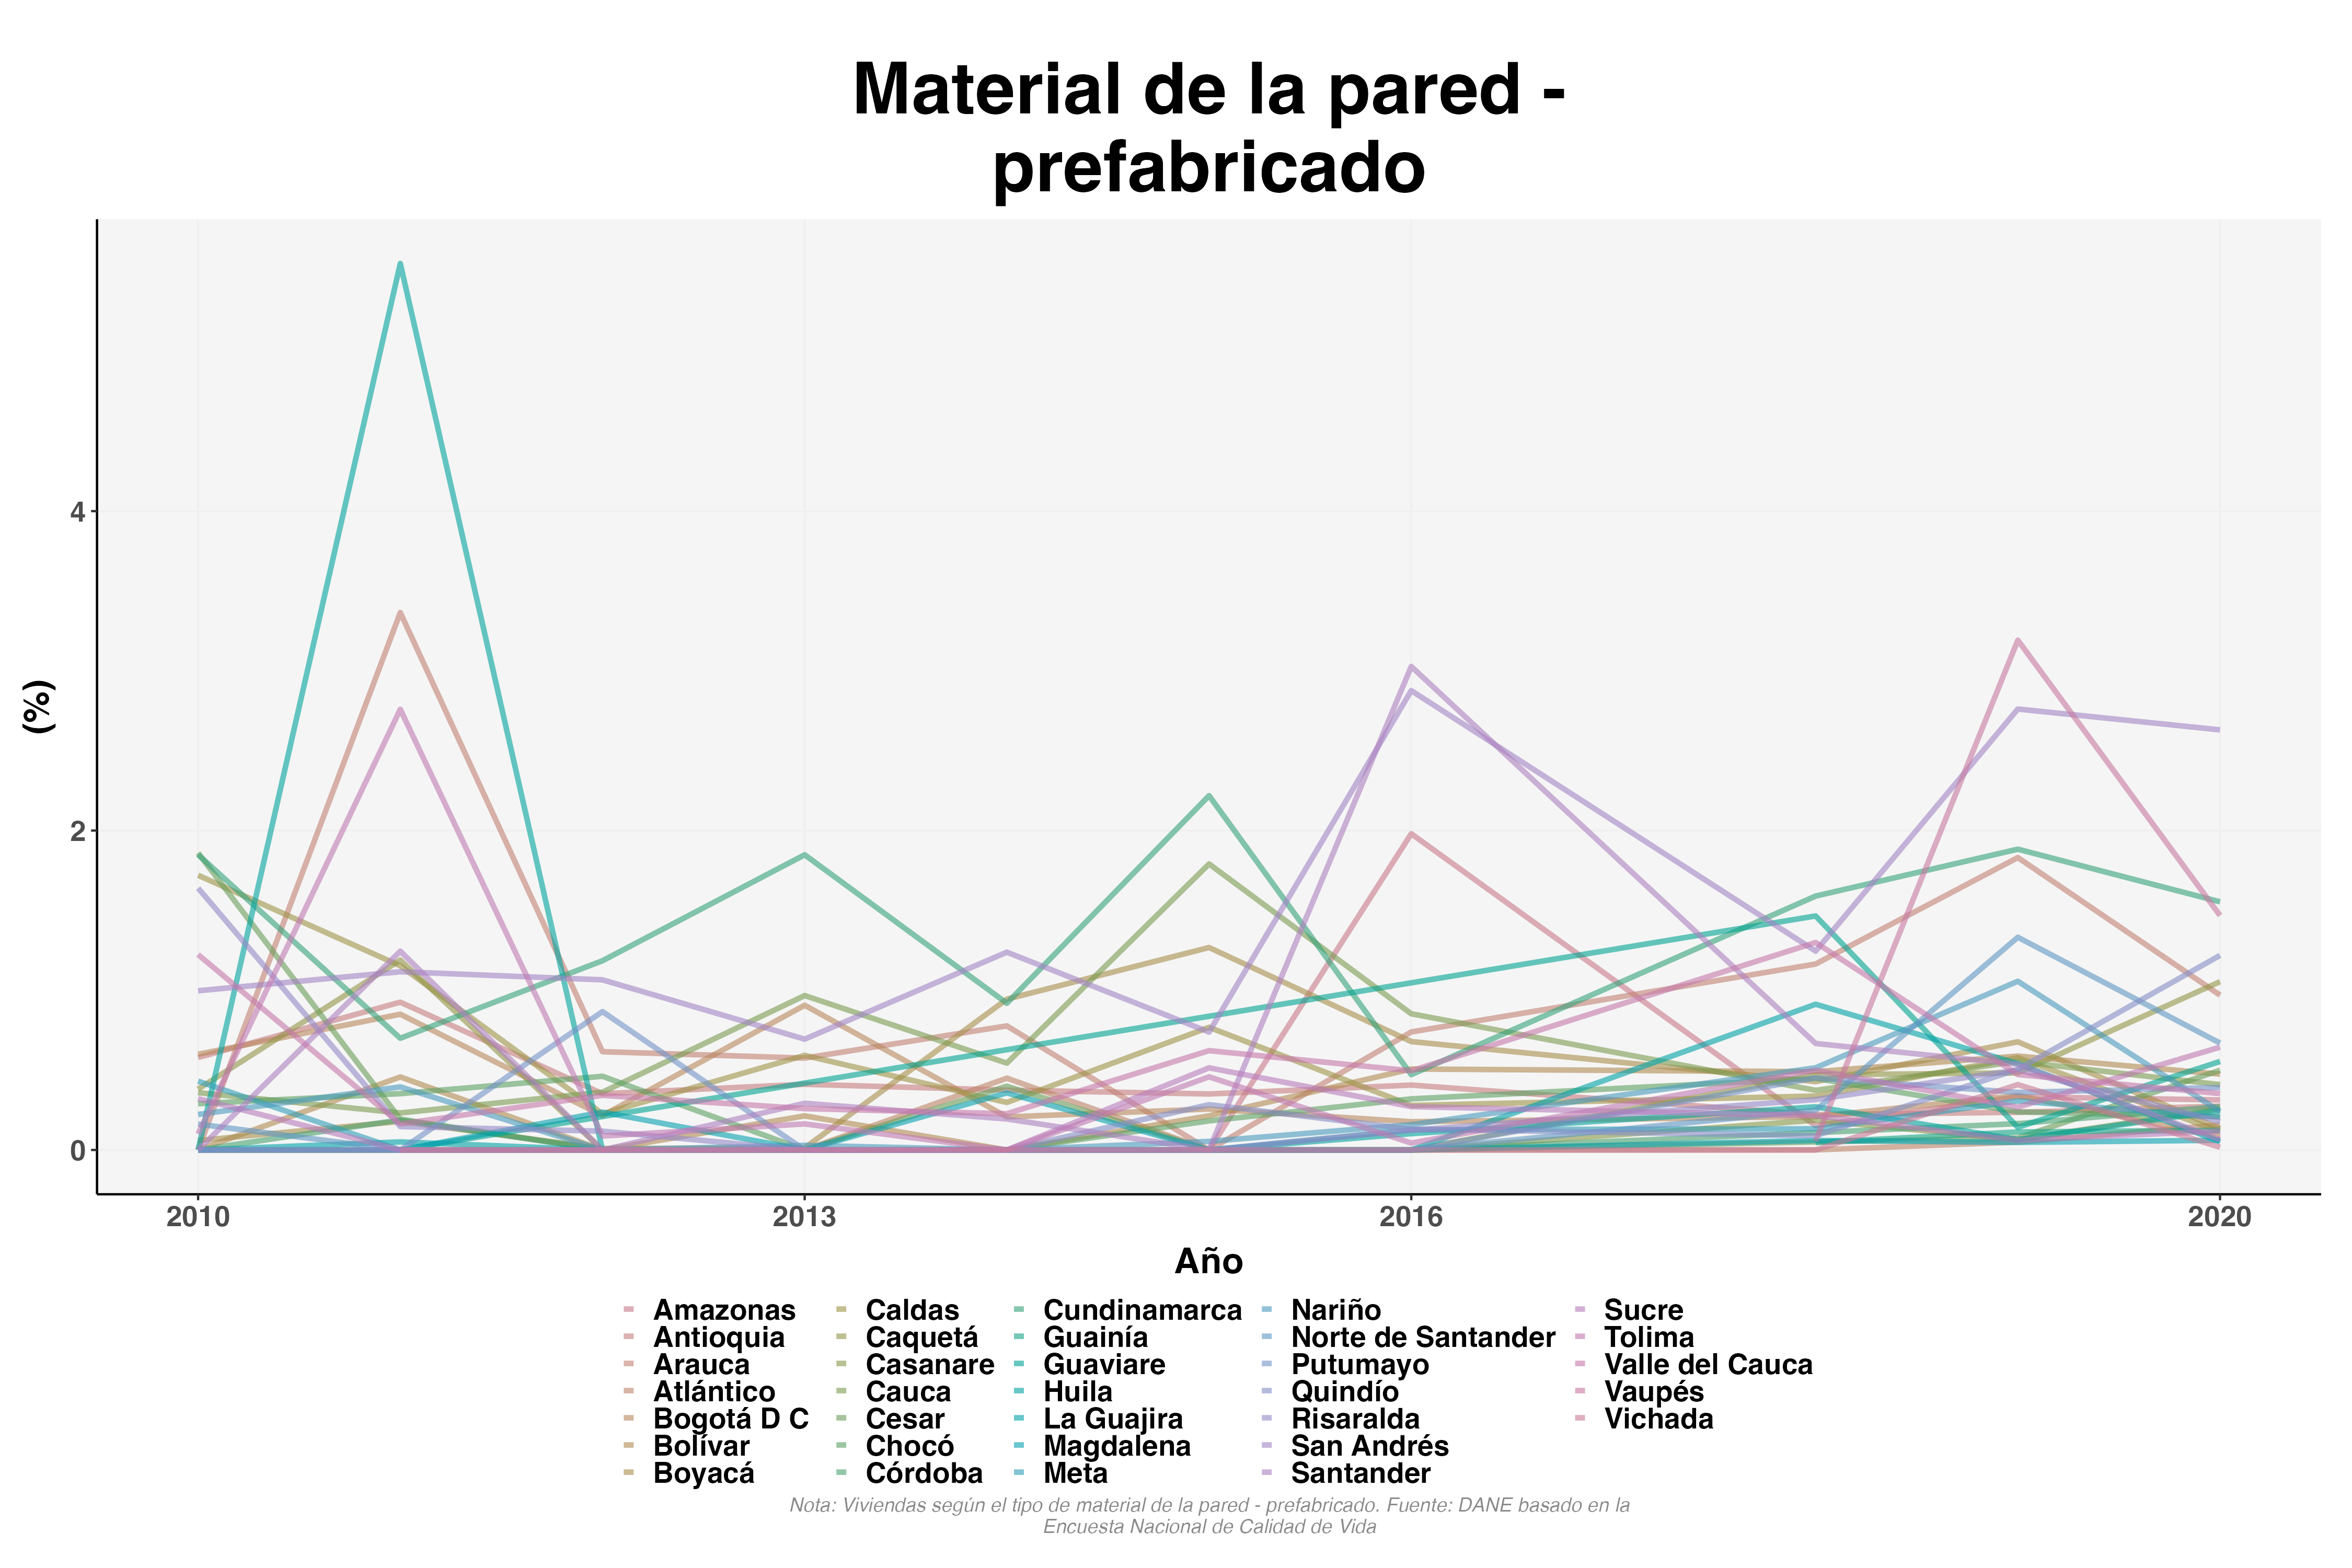 Material de la pared -
prefabricado
(%)
4
2
0
2010 2013 2016 2020
Año
Amazonas Caldas Cundinamarca Nariño Sucre
Antioquia Caquetá Guainía Norte de Santander Tolima
Arauca Casanare Guaviare Putumayo Valle del Cauca
Atlántico Cauca Huila Quindío Vaupés
Bogotá D C Cesar La Guajira Risaralda Vichada
Bolívar Chocó Magdalena San Andrés
Boyacá Córdoba Meta Santander
Nota: Viviendas según el tipo de material de la pared - prefabricado. Fuente: DANE basado en la
Encuesta Nacional de Calidad de Vida